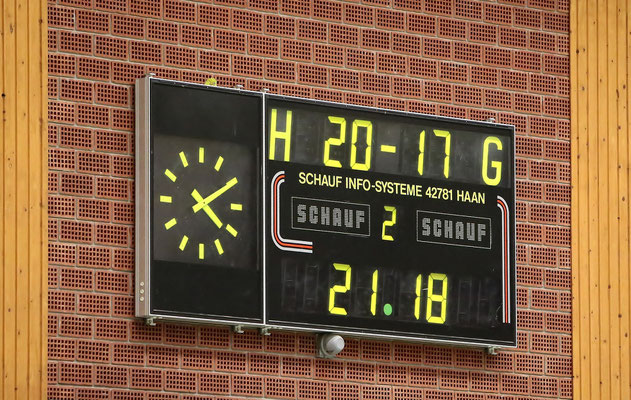 H 20-17 G
SCHAUF INFO-SYSTEME 42781 HAAN
SCHAUF 2 SCHAUF
21.18